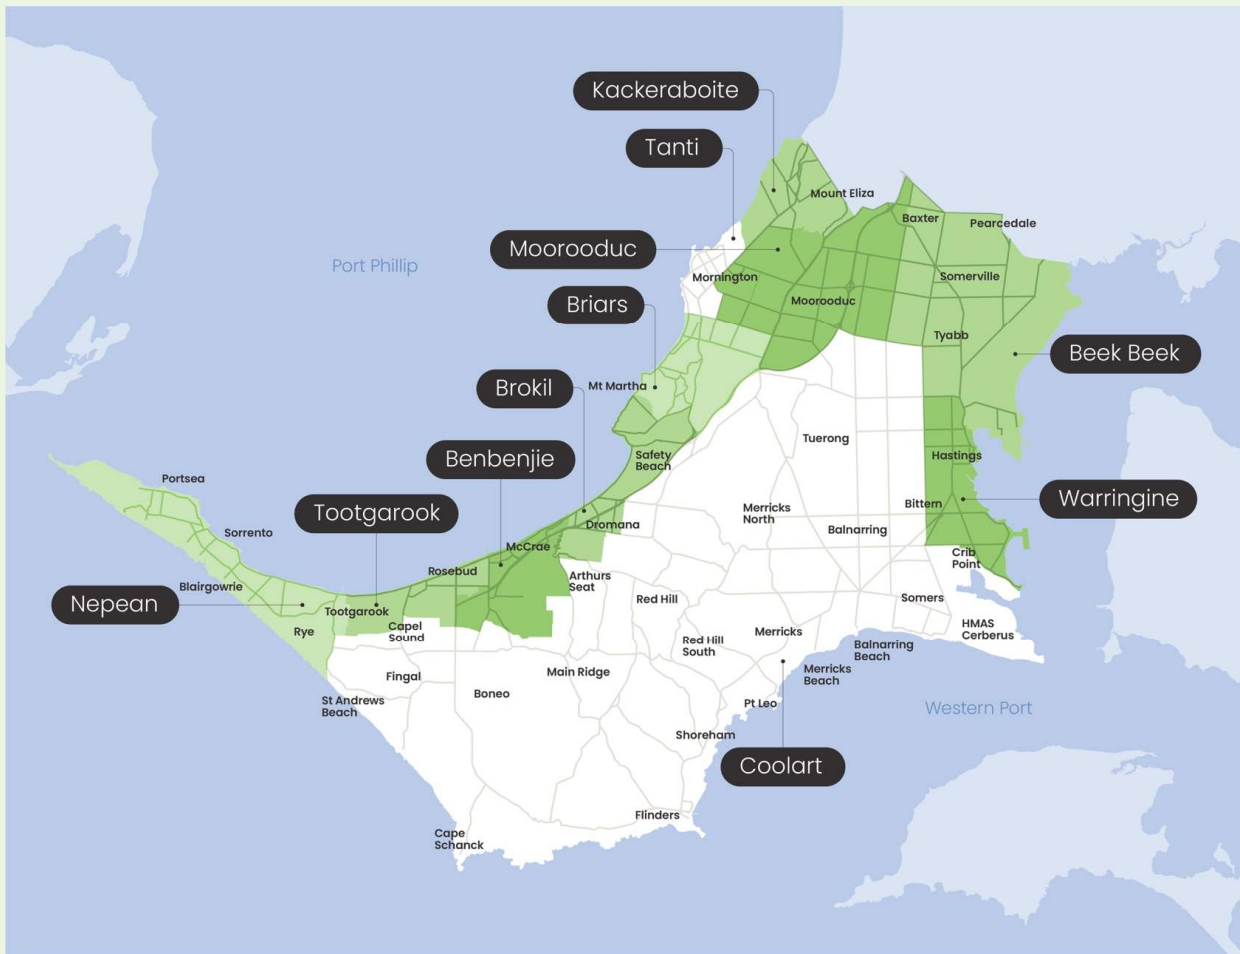 Kackeraboite
Tanti
Mount Eliza
Baxter
Pearcedale
Moorooduc
Port Phillip
Mornington
Somerville
Briars
Moorooduc
Tyabb
Beek Beek
Brokil
Mt Martha
Tuerong
Benbenjie
Safety
Beach
Hastings
Portsea
Warringine
Tootgarook
Merricks
North
Bittern
Sorrento
Dromana
Balnarring
McCrae
Crib
Point
Rosebud
Arthurs
Seat
Blairgowrie
Nepean
Tootgarook
Red Hill
Somers
Rye
Capel
Sound
HMAS
Cerberus
Merricks
Red Hill
South
Balnarring
Beach
Merricks
Beach
Main Ridge
Fingal
Boneo
St Andrews
Beach
Pt Leo
Western Port
Shoreham
Coolart
Flinders
Cape
Schanck